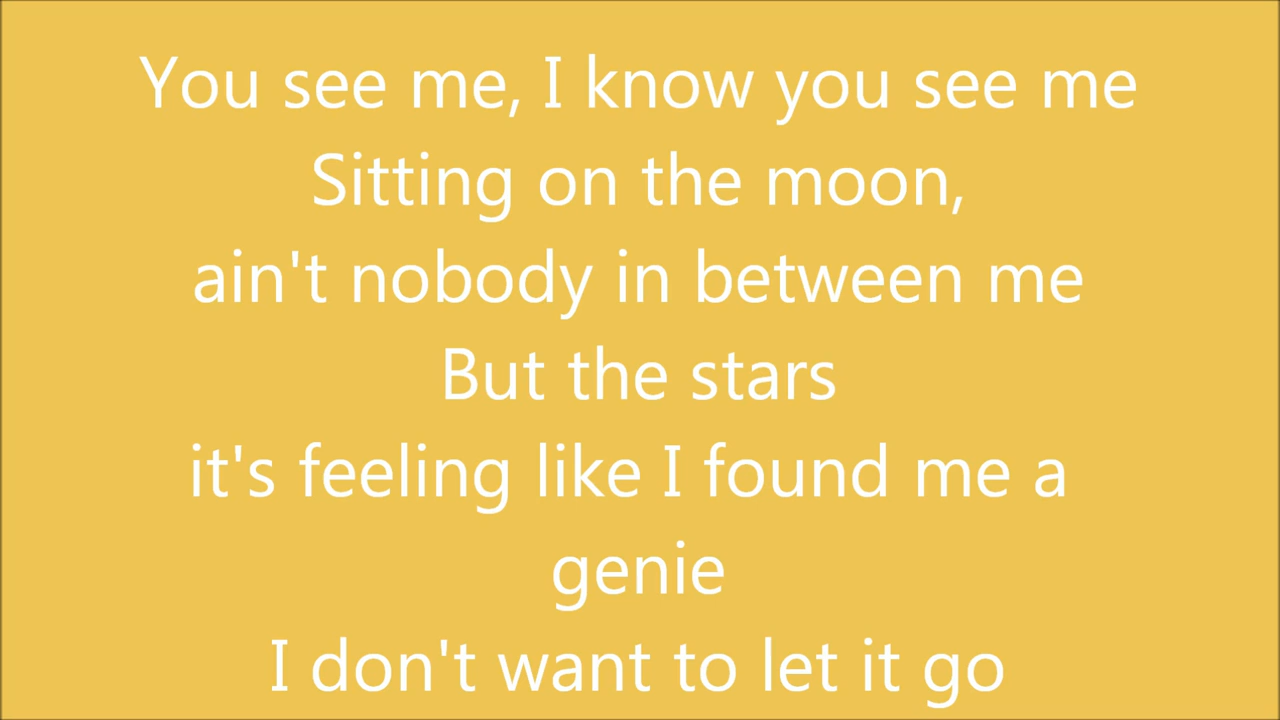 You see me, I know you see me
Sitting on the moon,
ain't nobody in between me
But the stars
it's feeling like I found me a
genie
I don't want to let it go